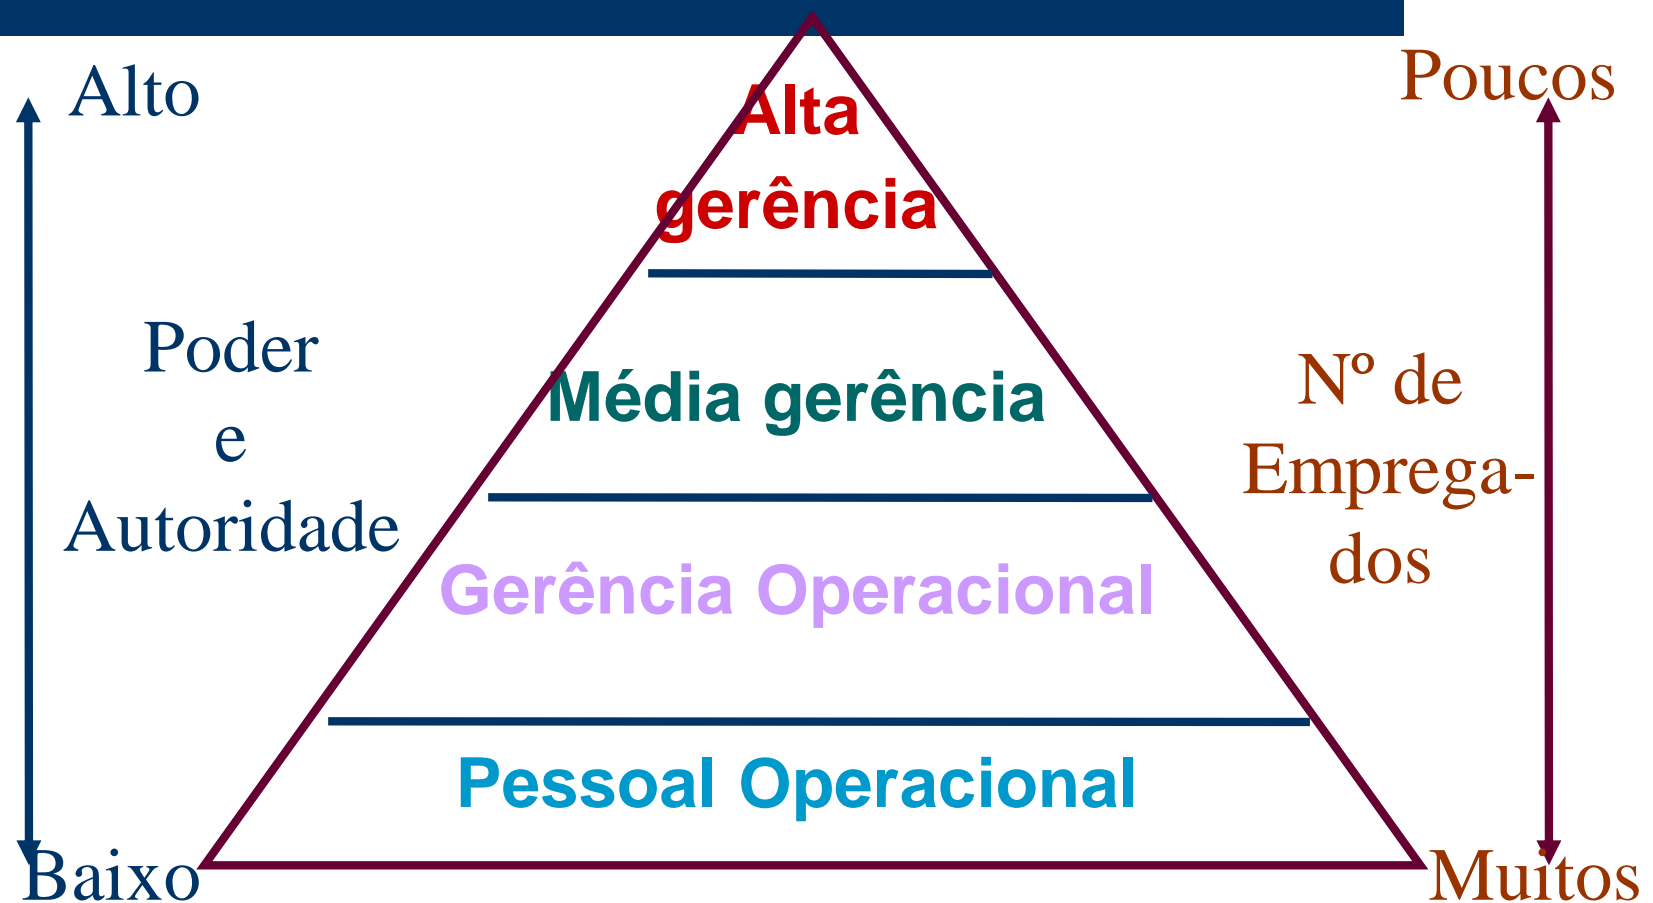 Alto
Poder
e
Autoridade
Baixo
Alta
gerência
Média gerência
Gerência Operacional
Pessoal Operacional
Poucos
Nº de
Emprega-
dos
Muitos